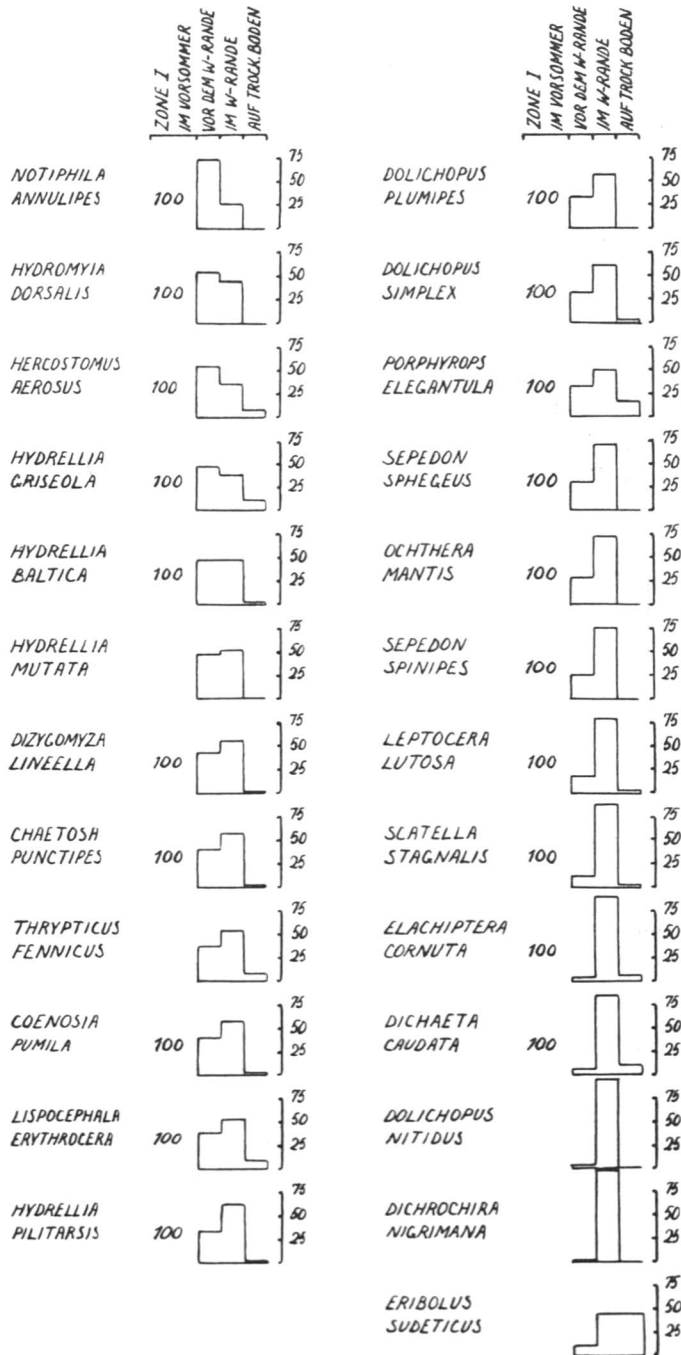 ZONE I
IM VORSOMMER
VOR DEM W-RANDE
IM W-RANDE
AUF TROCK. BODEN
NOTIPHILA
ANNULIPES
100
75
50
25
HYDROMYIA
DORSALIS
100
75
50
25
HERCOSTOMUS
AEROSUS
100
75
50
25
HYDRELLIA
GRISEOLA
100
75
50
25
HYDRELLIA
BALTICA
100
75
50
25
HYDRELLIA
MUTATA
75
50
25
DIZYGOMYZA
LINEELLA
100
75
50
25
CHAETOSA
PUNCTIPES
100
75
50
25
THRYPTICUS
FENNICUS
75
50
25
COENOSIA
PUMILA
100
75
50
25
LISPOCEPHALA
ERYTHROCERA
100
75
50
25
HYDRELLIA
PILITARSIS
100
75
50
25
ZONE I
IM VORSOMMER
VOR DEM W-RANDE
IM W-RANDE
AUF TROCK. BODEN
DOLICHOPUS
PLUMIPES
100
75
50
25
DOLICHOPUS
SIMPLEX
100
75
50
25
PORPHYROPS
ELEGANTULA
100
75
50
25
SEPEDON
SPHEGEUS
100
75
50
25
OCHTHERA
MANTIS
100
75
50
25
SEPEDON
SPINIPES
100
75
50
25
LEPTOCERA
LUTOSA
100
75
50
25
SCATELLA
STAGNALIS
100
75
50
25
ELACHIPTERA
CORNUTA
100
75
50
25
DICHAETA
CAUDATA
100
75
50
25
DOLICHOPUS
NITIDUS
75
50
25
DICHROCHIRA
NIGRIMANA
75
50
25
ERIBOLUS
SUDETICUS
75
50
25